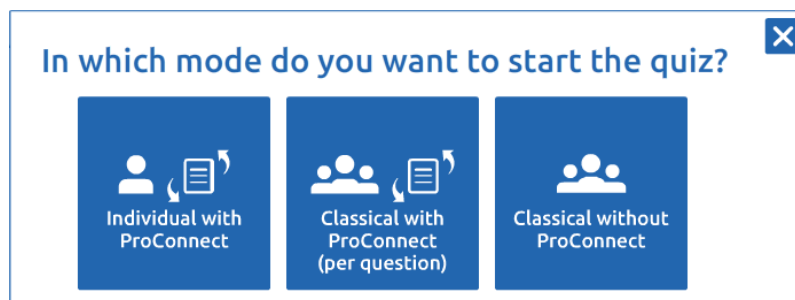 In which mode do you want to start the quiz?
Individual with
ProConnect
Classical with
ProConnect
(per question)
Classical without
ProConnect